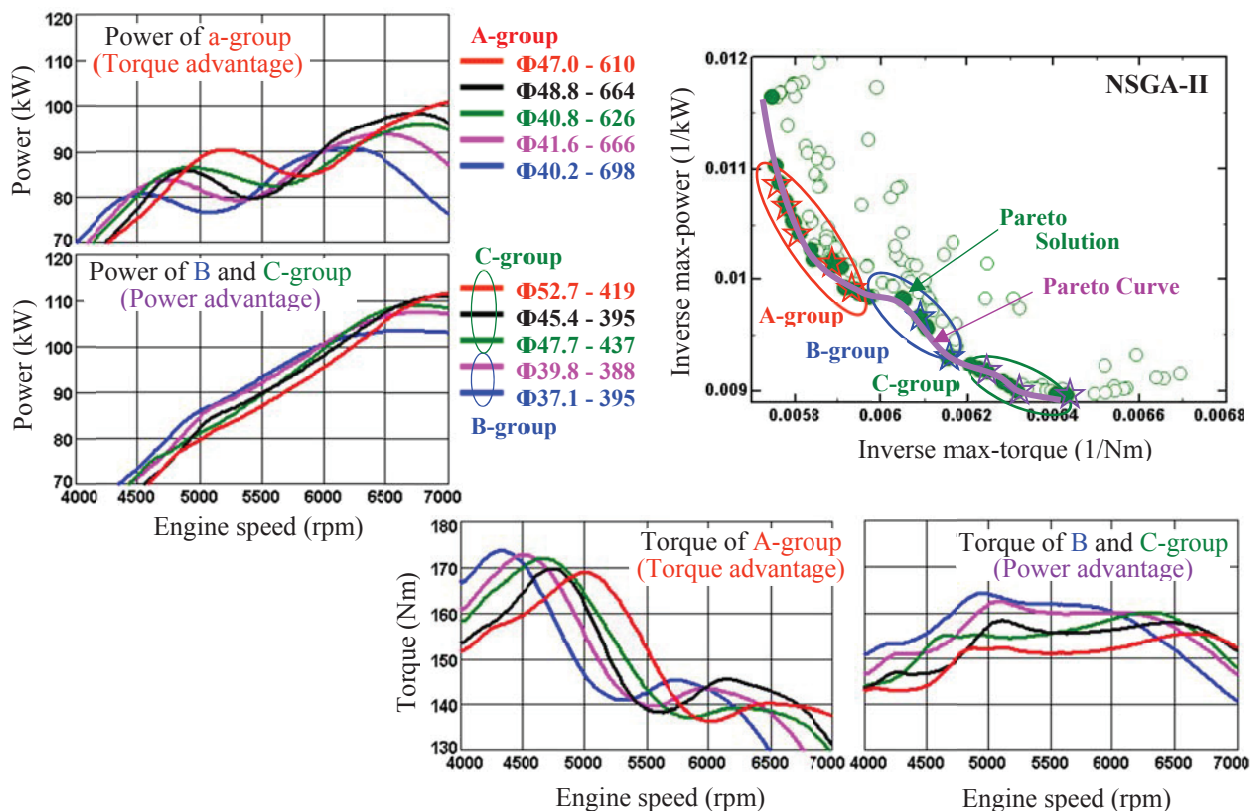 120
110
100
90
80
70
Power (kW)
Power of a-group
(Torque advantage)
A-group
Φ47.0 - 610
Φ48.8 - 664
Φ40.8 - 626
Φ41.6 - 666
Φ40.2 - 698
120
110
100
90
80
70
Power (kW)
Power of B and C-group
(Power advantage)
4000 4500 5000 5500 6000 6500 7000
Engine speed (rpm)
C-group
Φ52.7 - 419
Φ45.4 - 395
Φ47.7 - 437
Φ39.8 - 388
Φ37.1 - 395
B-group
NSGA-II
0.012
0.011
0.01
0.009
Inverse max-power (1/kW)
Pareto
Solution
Pareto Curve
A-group
B-group
C-group
0.0058 0.006 0.0062 0.0064 0.0066 0.0068
Inverse max-torque (1/Nm)
180
170
160
150
140
130
Torque (Nm)
Torque of A-group
(Torque advantage)
4000 4500 5000 5500 6000 6500 7000
Engine speed (rpm)
Torque of B and C-group
(Power advantage)
4000 4500 5000 5500 6000 6500 7000
Engine speed (rpm)